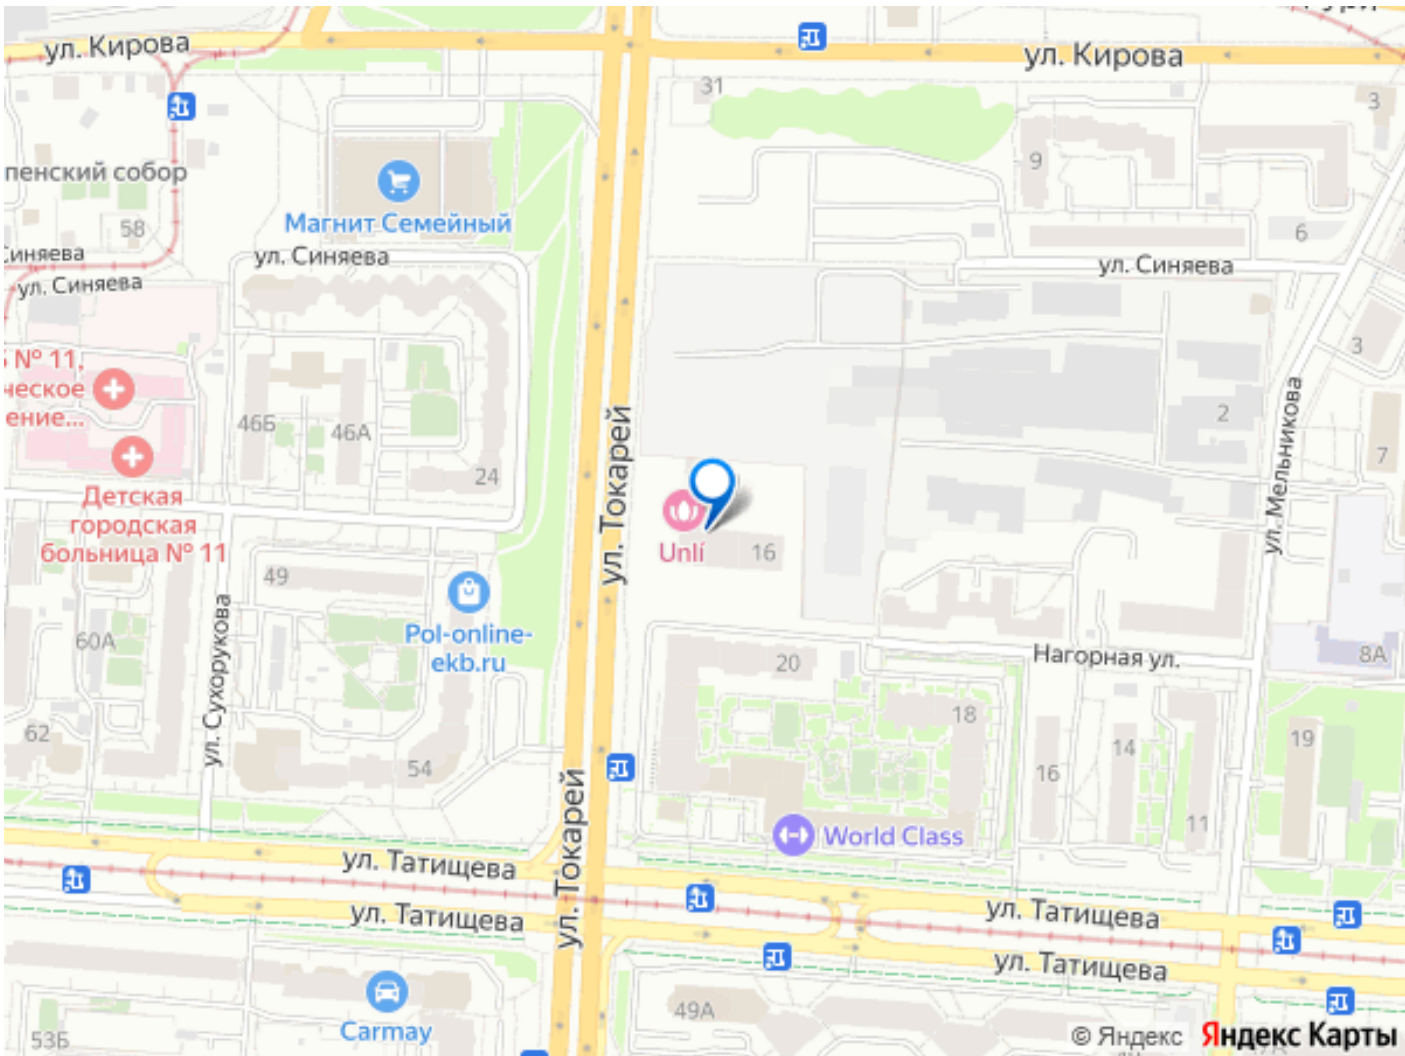 ул. Кирова
ул. Кирова
31
3
пенский собор
9
Магнит Семейный
58
6
Синяева
ул. Синяева
ул. Синяева
ул. Синяева
№ 11,
ческое
ение...
3
2
46Б
46А
24
7
ул. Токарей
ул. Мельникова
Детская
городская
больница № 11
Unlí
16
49
Pol-online-
ekb.ru
60А
ул. Сухорукова
20
Нагорная ул.
8А
18
62
54
16
14
19
11
ул. Токарей
World Class
ул. Татищева
ул. Татищева
ул. Татищева
ул. Татищева
Carmay
53Б
49А
© Яндекс Яндекс Карты